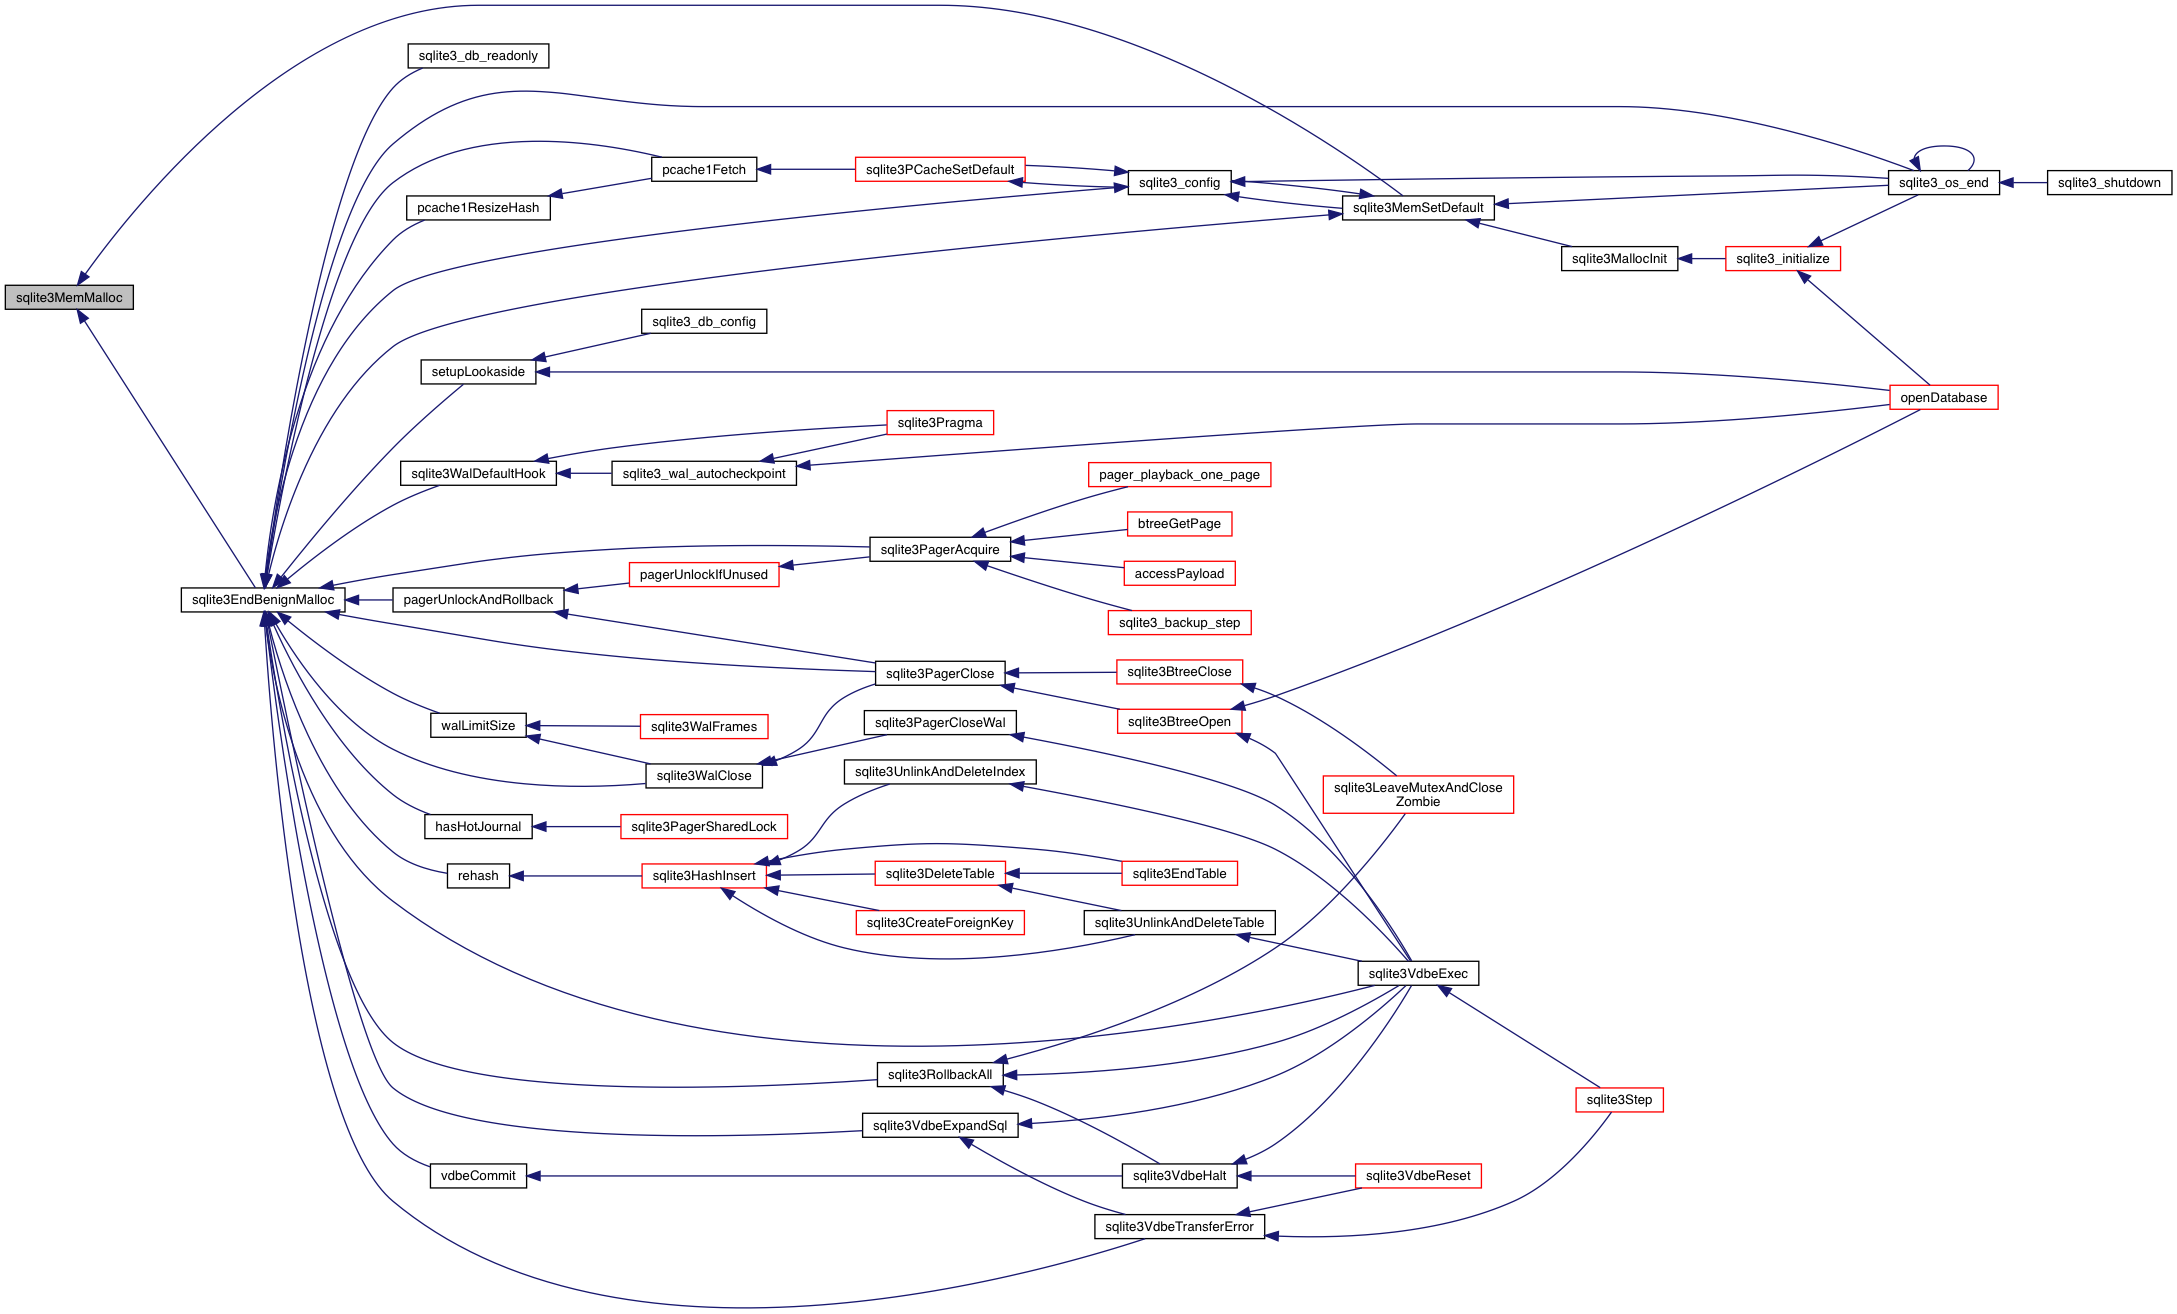 sqlite3_db_readonly
pcache1Fetch
sqlite3PCacheSetDefault
sqlite3_config
sqlite3_os_end
sqlite3_shutdown
pcache1ResizeHash
sqlite3MemSetDefault
sqlite3MallocInit
sqlite3_initialize
sqlite3MemMalloc
sqlite3_db_config
setupLookaside
openDatabase
sqlite3Pragma
sqlite3WalDefaultHook
sqlite3_wal_autocheckpoint
pager_playback_one_page
btreeGetPage
sqlite3PagerAcquire
accessPayload
pagerUnlockIfUnused
sqlite3EndBenignMalloc
pagerUnlockAndRollback
sqlite3_backup_step
sqlite3PagerClose
sqlite3BtreeClose
walLimitSize
sqlite3WalFrames
sqlite3PagerCloseWal
sqlite3BtreeOpen
sqlite3WalClose
sqlite3UnlinkAndDeleteIndex
sqlite3LeaveMutexAndClose
Zombie
hasHotJournal
sqlite3PagerSharedLock
rehash
sqlite3HashInsert
sqlite3DeleteTable
sqlite3EndTable
sqlite3CreateForeignKey
sqlite3UnlinkAndDeleteTable
sqlite3VdbeExec
sqlite3RollbackAll
sqlite3Step
sqlite3VdbeExpandSql
vdbeCommit
sqlite3VdbeHalt
sqlite3VdbeReset
sqlite3VdbeTransferError